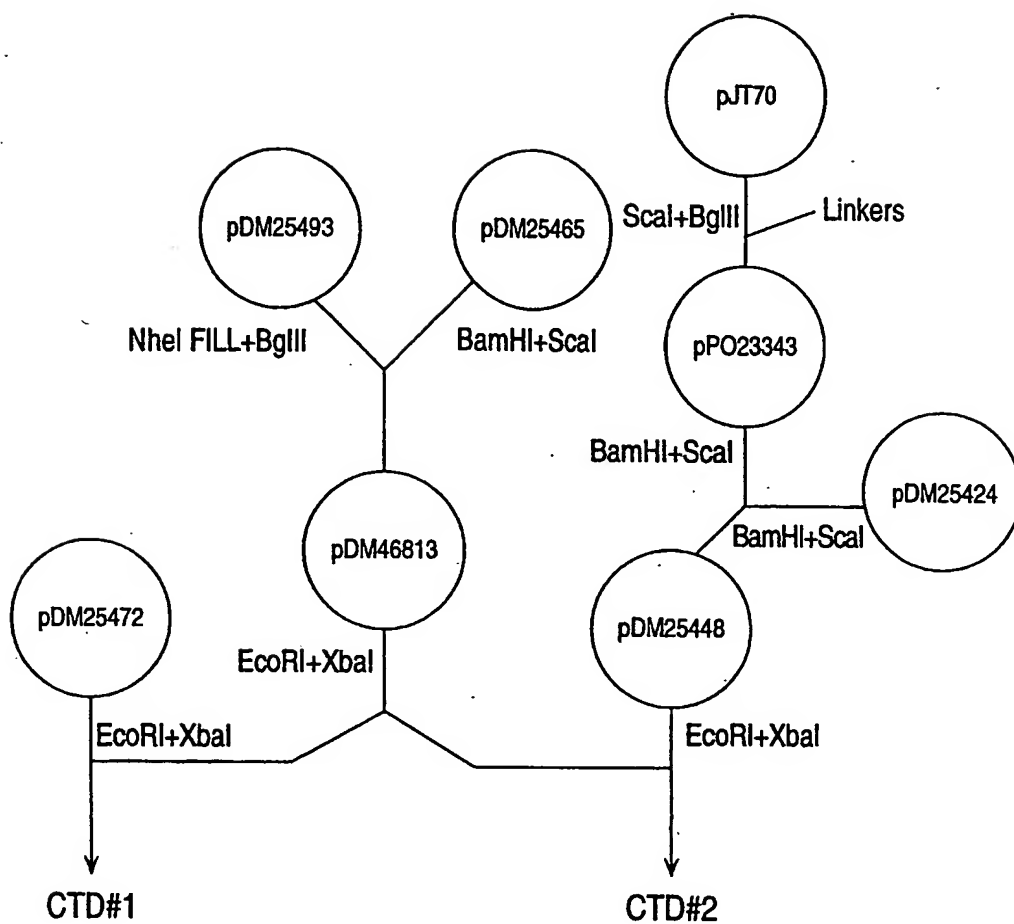 pJT70
ScaI+BglII
Linkers
pDM25493
pDM25465
NheI FILL+BglII
BamHI+ScaI
pPO23343
BamHI+ScaI
pDM25424
BamHI+ScaI
pDM46813
pDM25472
pDM25448
EcoRI+XbaI
EcoRI+XbaI
EcoRI+XbaI
CTD#1
CTD#2